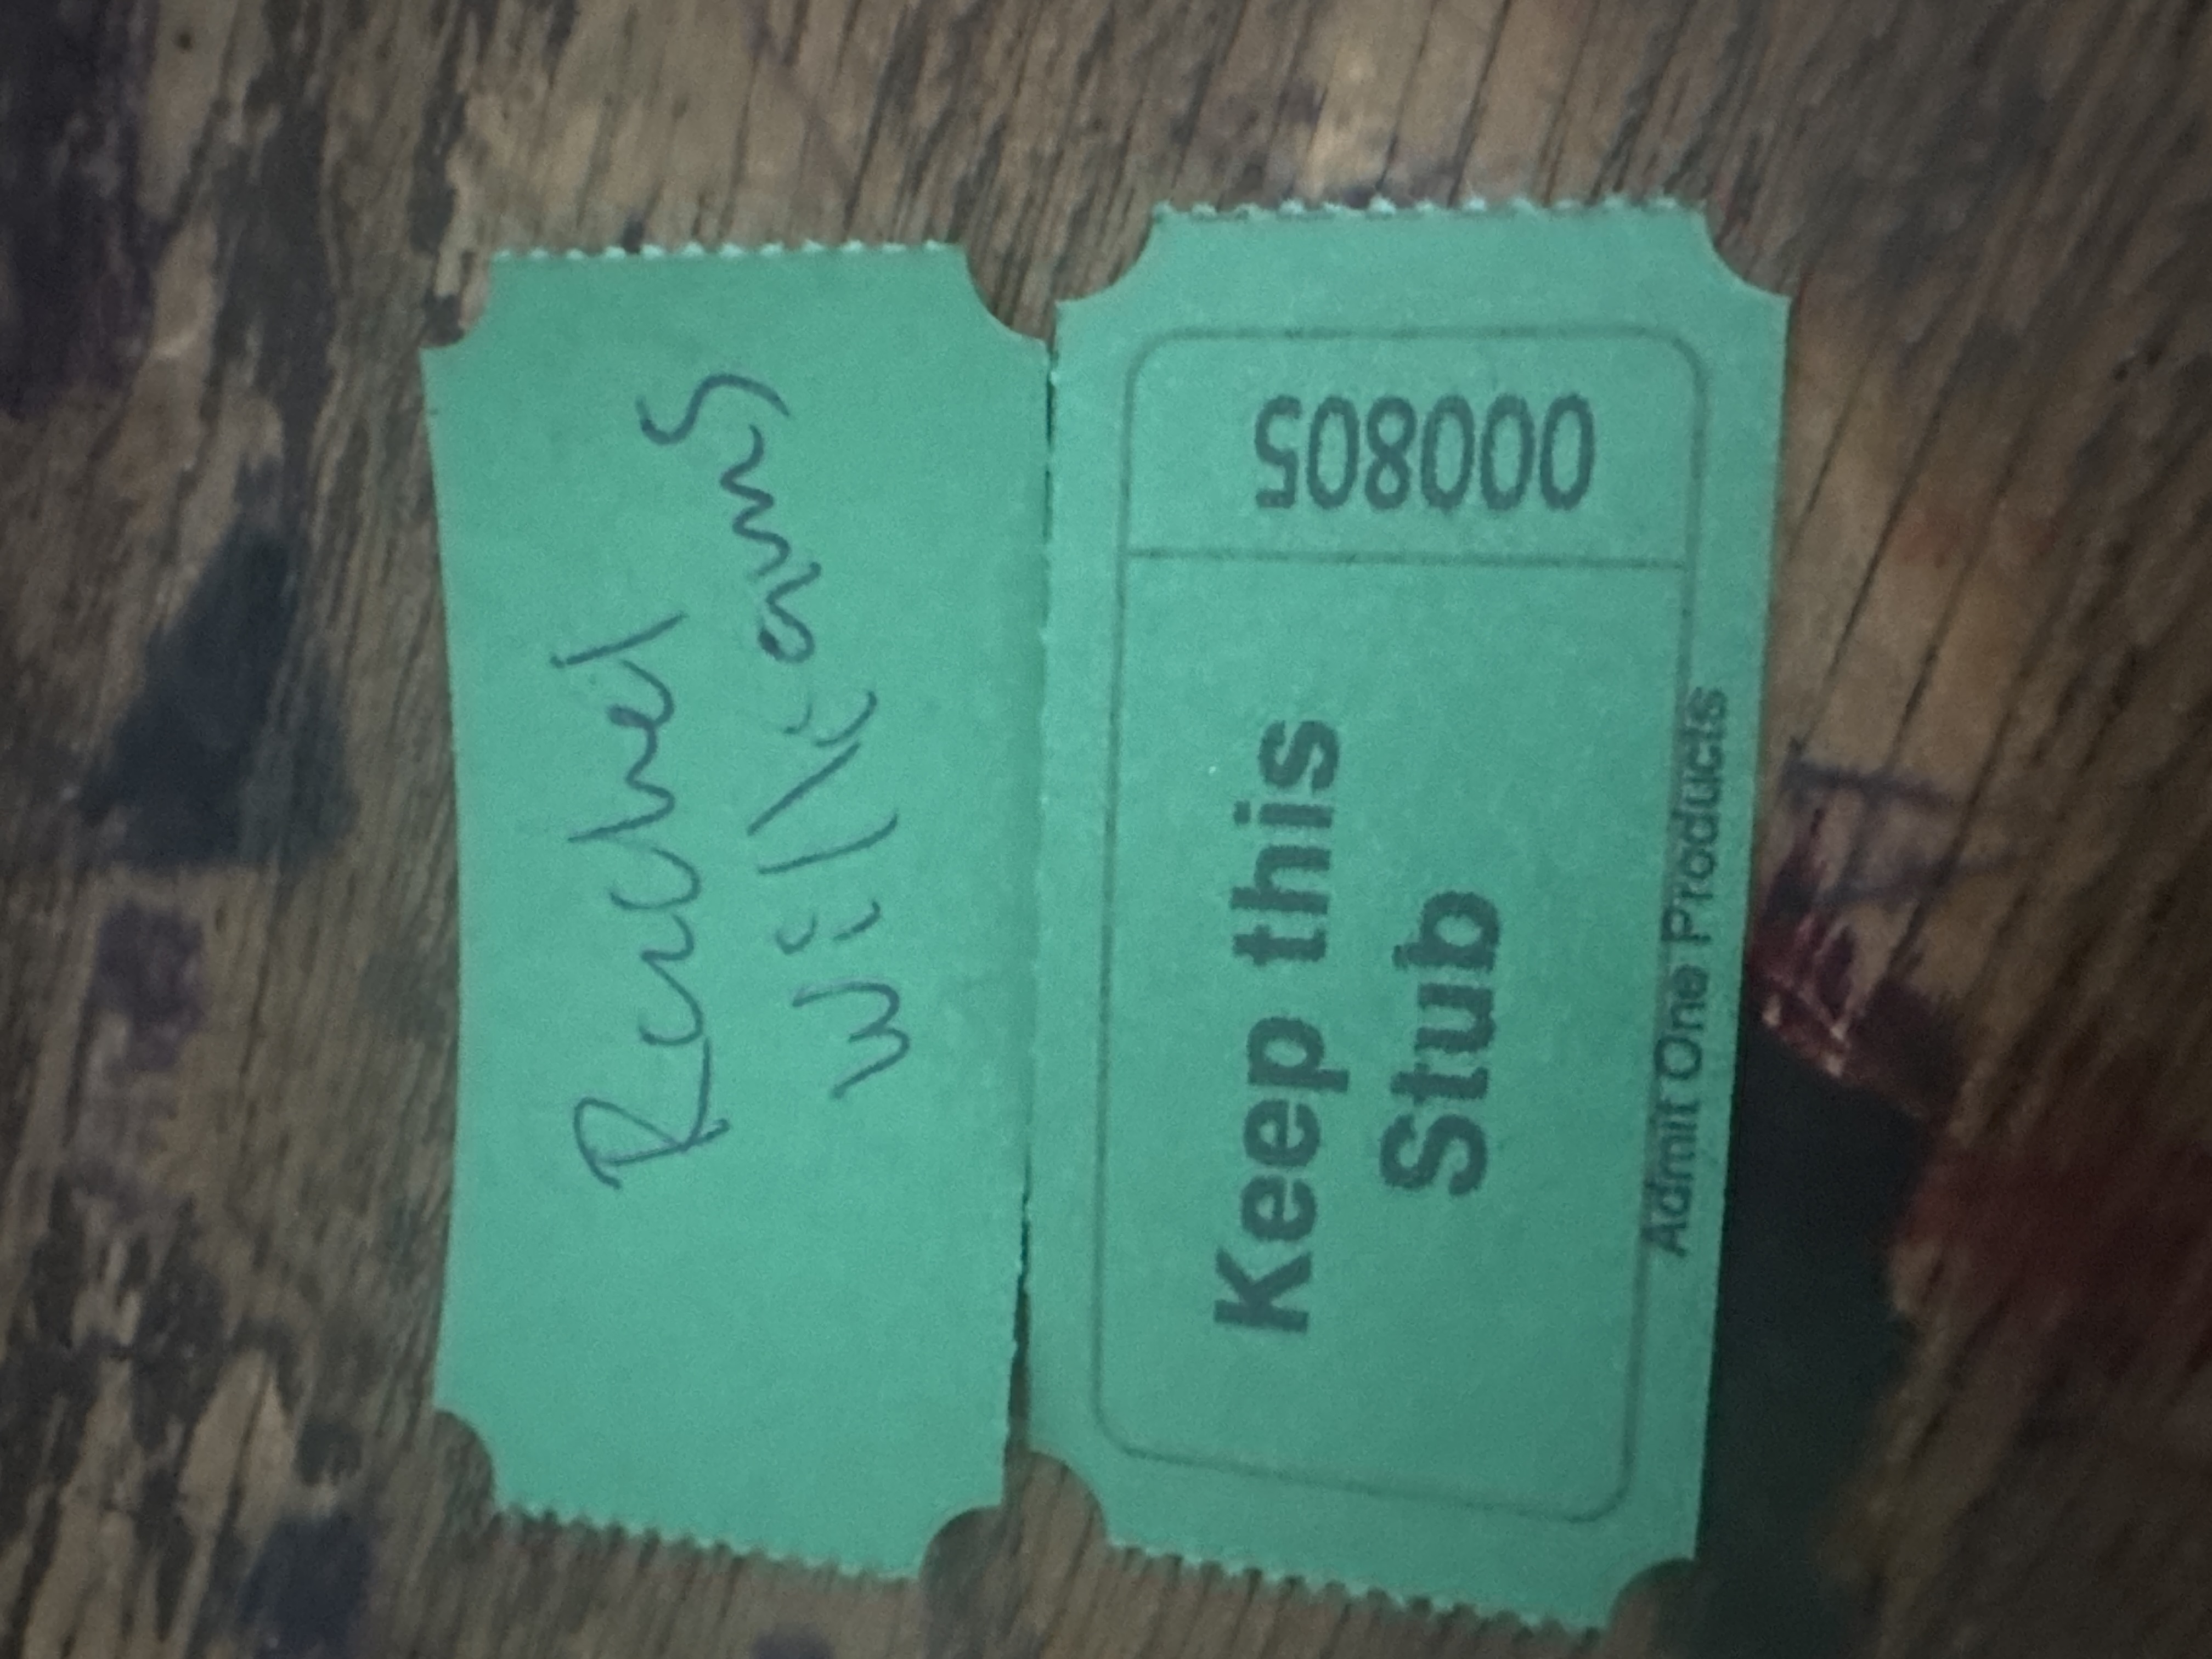 Rachel
Williams
000805
Keep this
Stub
Admit One Products